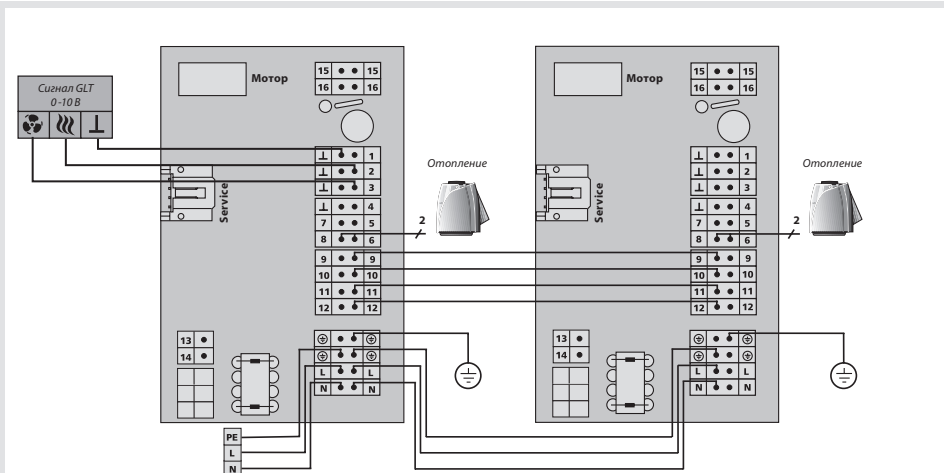 Сигнал GLT
0-10 В
Мотор
15 15
16 16
⊥ 1
⊥ 2
⊥ 3
⊥ 4
7 5
8 6
9 9
10 10
11 11
12 12
Service
Отопление
2
13
14
L L
N N
PE
L
N
Мотор
15 15
16 16
⊥ 1
⊥ 2
⊥ 3
⊥ 4
7 5
8 6
9 9
10 10
11 11
12 12
Service
Отопление
2
13
14
L L
N N